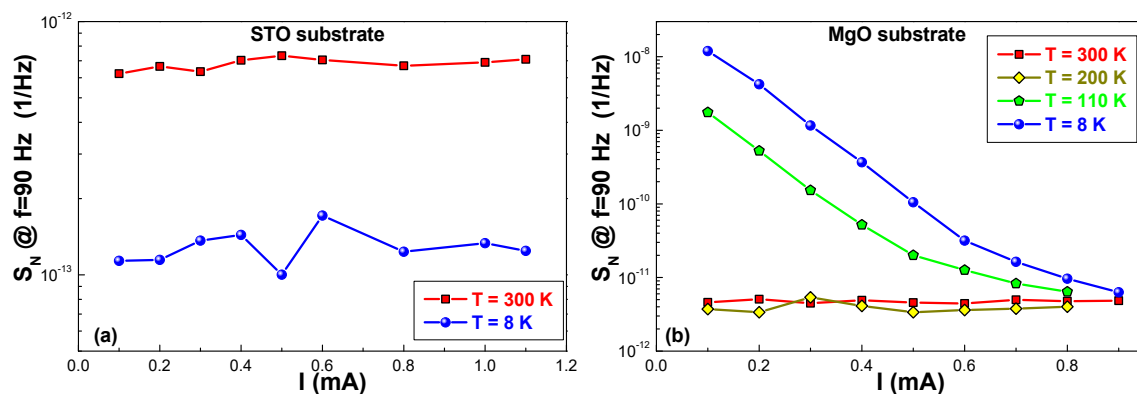 STO substrate
10^-12
10^-13
S_N @ f=90 Hz (1/Hz)
T = 300 K
T = 8 K
(a)
0.0 0.2 0.4 0.6 0.8 1.0 1.2
I (mA)
MgO substrate
10^-8
10^-9
10^-10
10^-11
10^-12
S_N @ f=90 Hz (1/Hz)
T = 300 K
T = 200 K
T = 110 K
T = 8 K
(b)
0.0 0.2 0.4 0.6 0.8
I (mA)